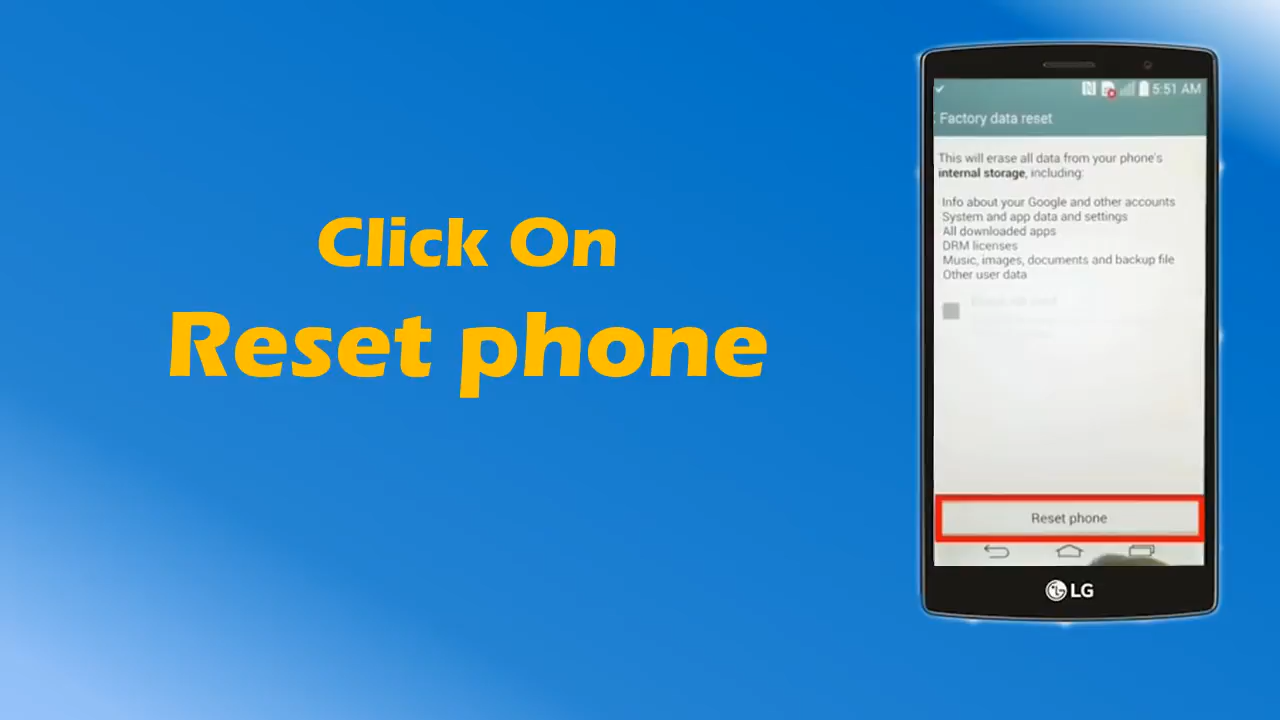 Click On
Reset phone
5:51 AM
Factory data reset
This will erase all data from your phone's
internal storage, including:
Info about your Google and other accounts
System and app data and settings
All downloaded apps
DRM licenses
Music, images, documents and backup file
Other user data
Reset phone
LG